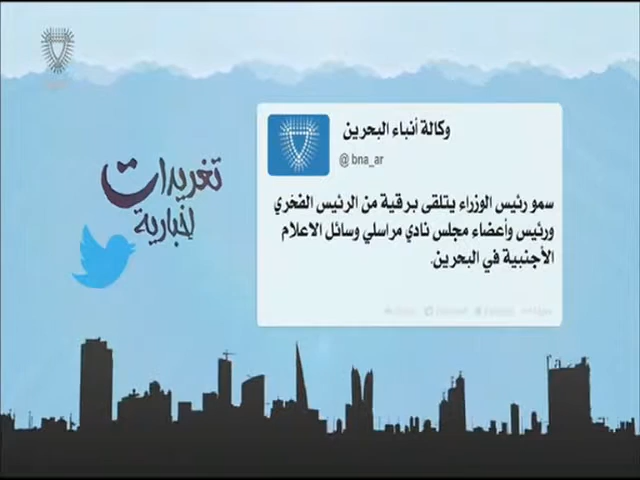 وكالة أنباء البحرين
@bna_ar
تغريدات
إخبارية
سمو رئيس الوزراء يتلقى برقية من الرئيس الفخري
ورئيس وأعضاء مجلس نادي مراسلي وسائل الاعلام
الأجنبية في البحرين.